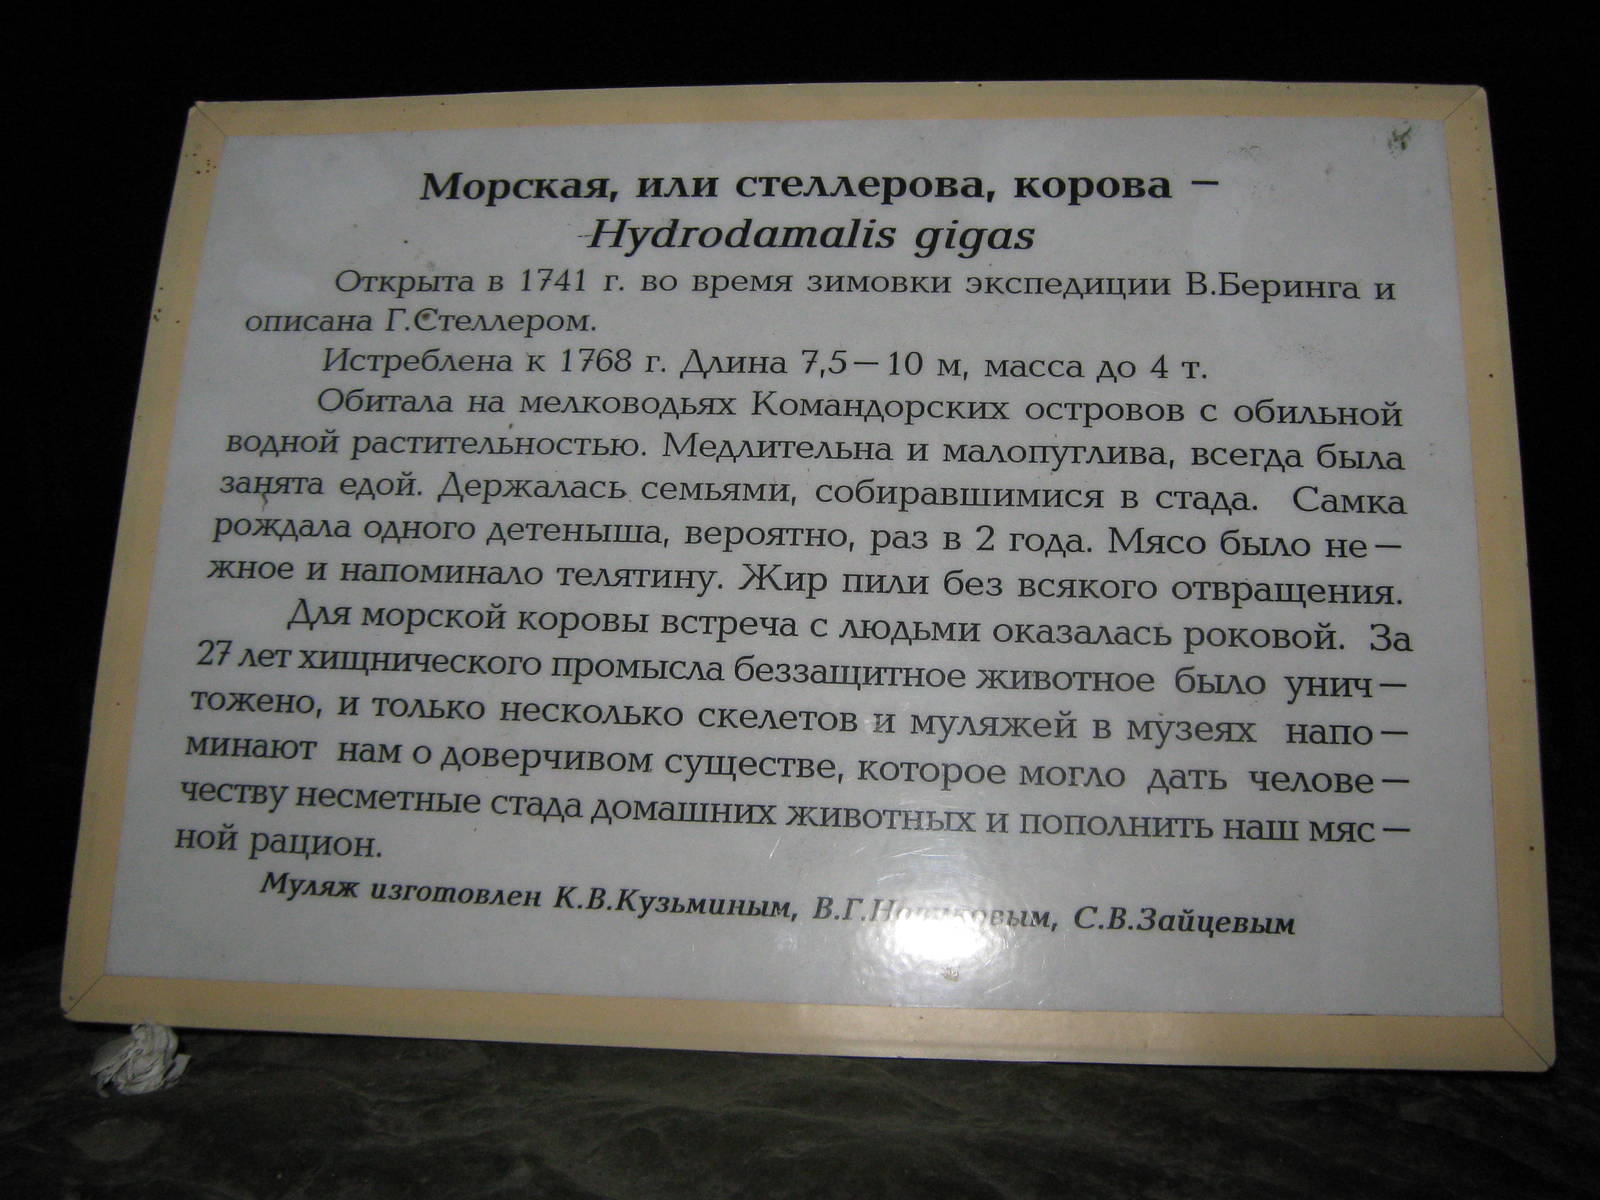 Морская, или стеллерова, корова –
Hydrodamalis gigas
Открыта в 1741 г. во время зимовки экспедиции В.Беринга и
описана Г.Стеллером.
Истреблена к 1768 г. Длина 7,5–10 м, масса до 4 т.
Обитала на мелководьях Командорских островов с обильной
водной растительностью. Медлительна и малопуглива, всегда была
занята едой. Держалась семьями, собиравшимися в стада. Самка
рождала одного детеныша, вероятно, раз в 2 года. Мясо было не–
жное и напоминало телятину. Жир пили без всякого отвращения.
Для морской коровы встреча с людьми оказалась роковой. За
27 лет хищнического промысла беззащитное животное было унич–
тожено, и только несколько скелетов и муляжей в музеях напо–
минают нам о доверчивом существе, которое могло дать челове–
честву несметные стада домашних животных и пополнить наш мяс–
ной рацион.
Муляж изготовлен К.В.Кузьминым, В.Г. С.В.Зайцевым